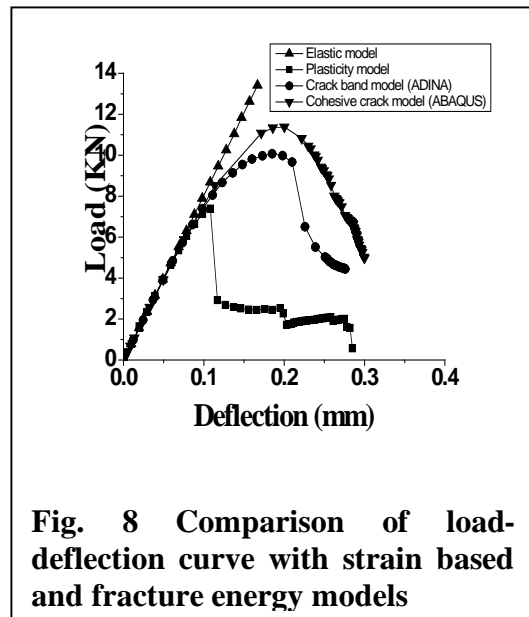 Elastic model
Plasticity model
Crack band model (ADINA)
Cohesive crack model (ABAQUS)
14
12
10
8
6
4
2
0
Load (KN)
0.0 0.1 0.2 0.3 0.4
Deflection (mm)
Fig. 8 Comparison of load-
deflection curve with strain based
and fracture energy models